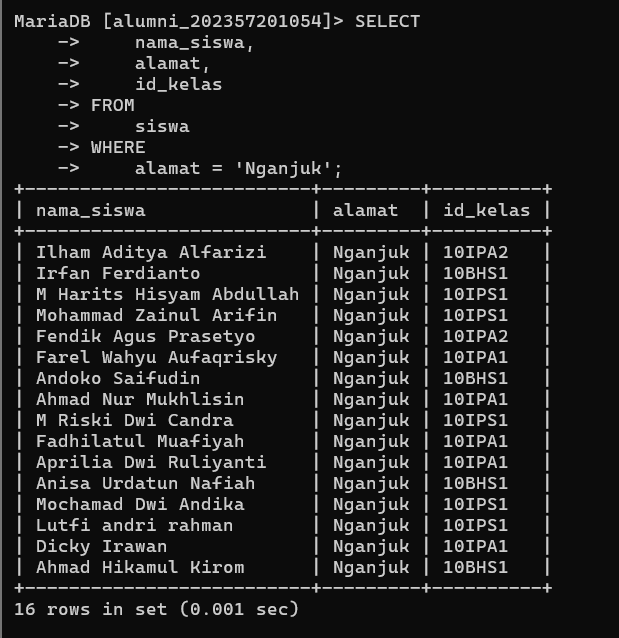 MariaDB [alumni_202357201054]> SELECT
    ->     nama_siswa,
    ->     alamat,
    ->     id_kelas
    -> FROM
    ->     siswa
    -> WHERE
    ->     alamat = 'Nganjuk';
+--------------------------+---------+----------+
| nama_siswa               | alamat  | id_kelas |
+--------------------------+---------+----------+
| Ilham Aditya Alfarizi    | Nganjuk | 10IPA2   |
| Irfan Ferdianto          | Nganjuk | 10BHS1   |
| M Harits Hisyam Abdullah | Nganjuk | 10IPS1   |
| Mohammad Zainul Arifin   | Nganjuk | 10IPS1   |
| Fendik Agus Prasetyo     | Nganjuk | 10IPA2   |
| Farel Wahyu Aufaqrisky   | Nganjuk | 10IPA1   |
| Andoko Saifudin          | Nganjuk | 10BHS1   |
| Ahmad Nur Mukhlisin      | Nganjuk | 10IPA1   |
| M Riski Dwi Candra       | Nganjuk | 10IPS1   |
| Fadhilatul Muafiyah      | Nganjuk | 10IPA1   |
| Aprilia Dwi Ruliyanti    | Nganjuk | 10IPA1   |
| Anisa Urdatun Nafiah     | Nganjuk | 10BHS1   |
| Mochamad Dwi Andika      | Nganjuk | 10IPS1   |
| Lutfi andri rahman       | Nganjuk | 10IPS1   |
| Dicky Irawan             | Nganjuk | 10IPA1   |
| Ahmad Hikamul Kirom      | Nganjuk | 10BHS1   |
+--------------------------+---------+----------+
16 rows in set (0.001 sec)